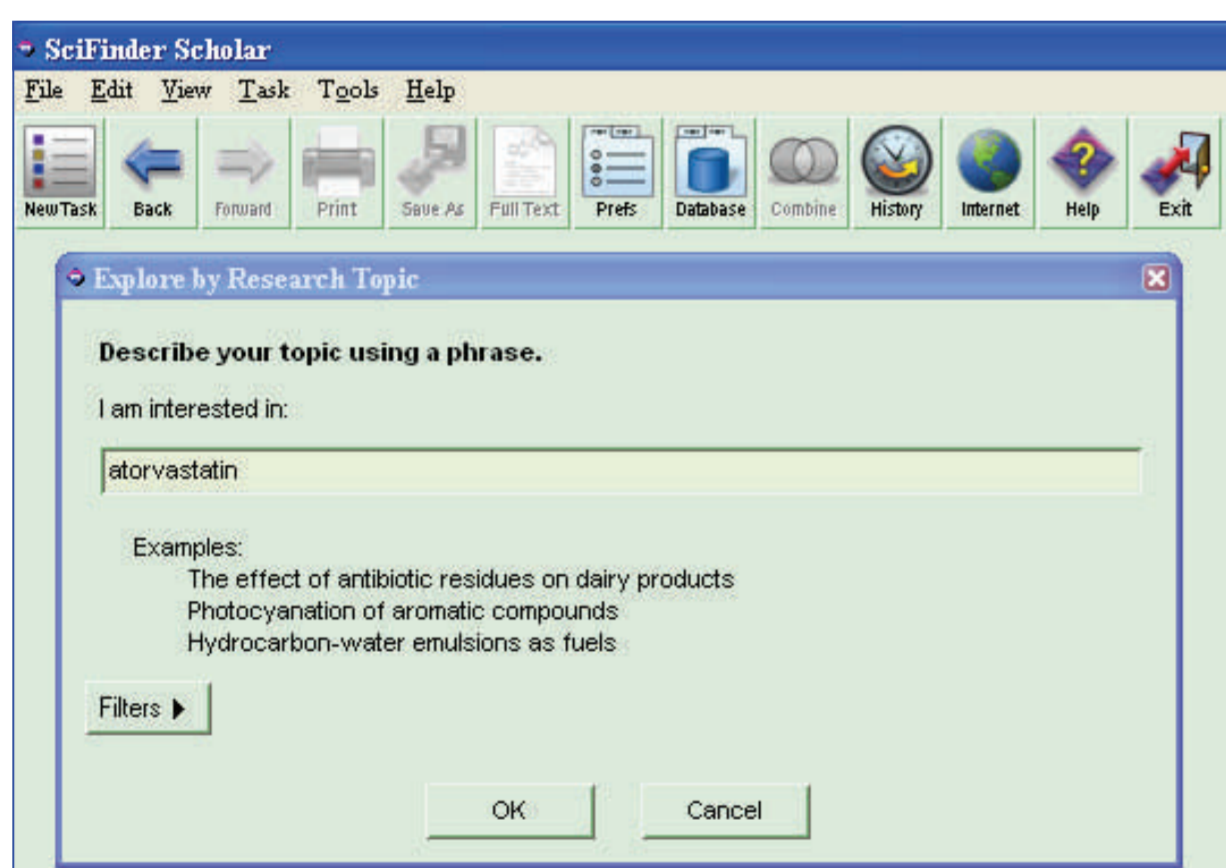 SciFinder Scholar
File Edit View Task Tools Help
New Task Back Forward Print Save As Full Text Prefs Database Combine History Internet Help Exit
Explore by Research Topic
Describe your topic using a phrase.
I am interested in:
atorvastatin
Examples:
The effect of antibiotic residues on dairy products
Photocyanation of aromatic compounds
Hydrocarbon-water emulsions as fuels
Filters
OK Cancel